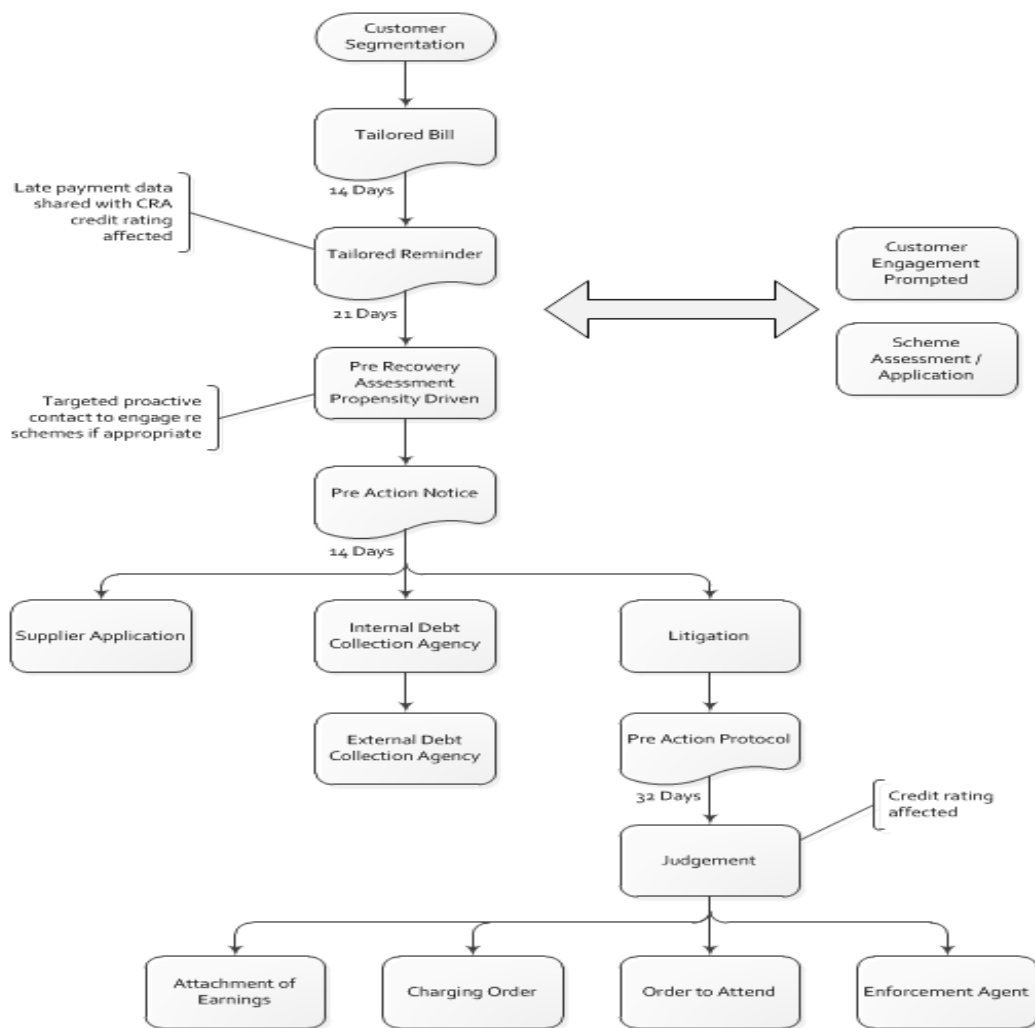 Customer
Segmentation
Tailored Bill
14 Days
Late payment data
shared with CRA
credit rating
affected
Tailored Reminder
Customer
Engagement
Prompted
21 Days
Scheme
Assessment /
Application
Pre Recovery
Assessment
Propensity Driven
Targeted proactive
contact to engage re
schemes if appropriate
Pre Action Notice
14 Days
Supplier Application
Internal Debt
Collection Agency
Litigation
External Debt
Collection Agency
Pre Action Protocol
32 Days
Credit rating
affected
Judgement
Attachment of
Earnings
Charging Order
Order to Attend
Enforcement Agent